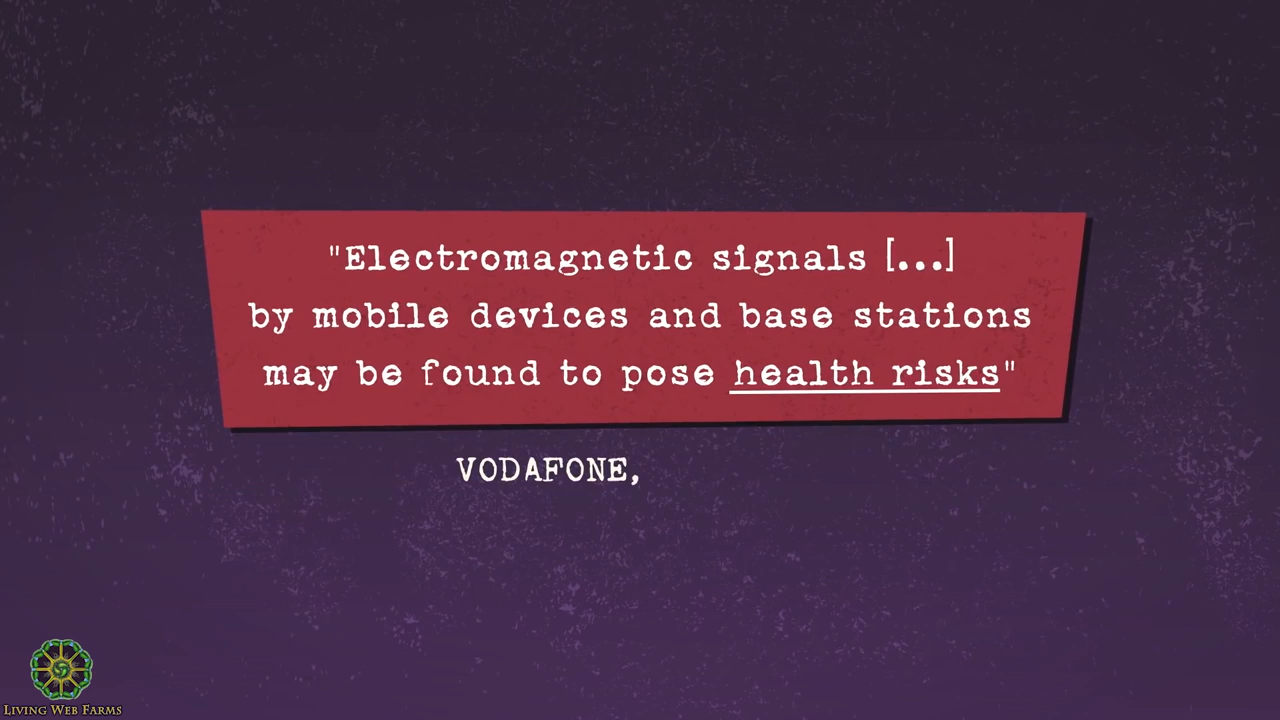 "Electromagnetic signals [...]
by mobile devices and base stations
may be found to pose health risks"
VODAFONE,
LIVING WEB FARMS